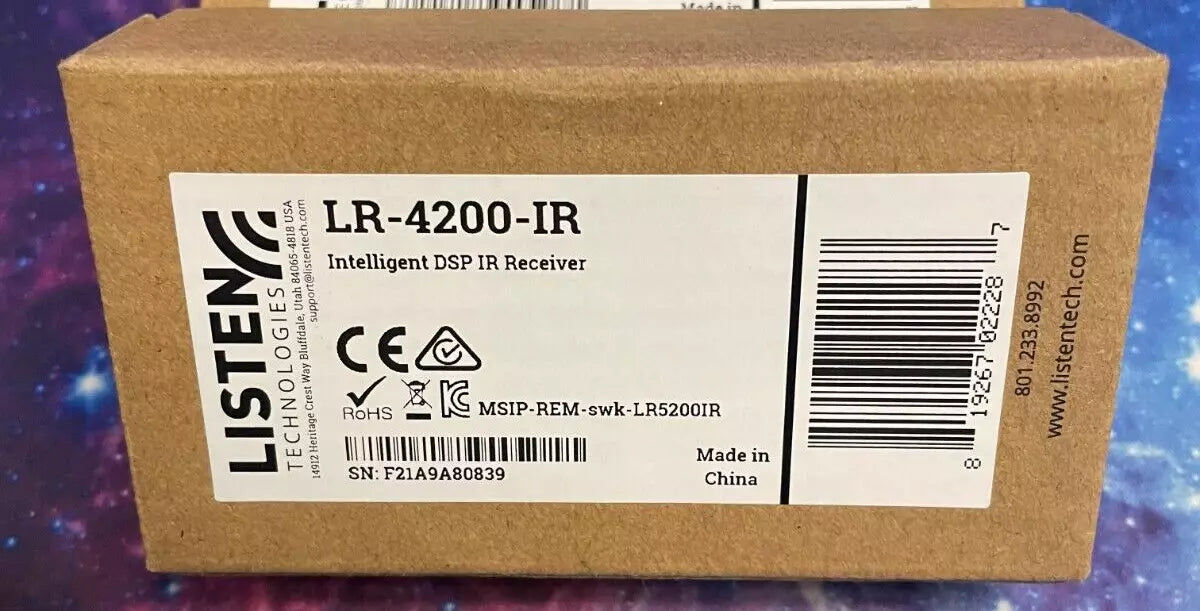 Made in
LISTEN
TECHNOLOGIES
14912 Heritage Crest Way Bluffdale, Utah 84065-4818 USA
support@listentech.com
LR-4200-IR
Intelligent DSP IR Receiver
CE
RoHS
MSIP-REM-swk-LR5200IR
SN: F21A9A80839
Made in
China
8 19267 02228 7
801.233.8992
www.listentech.com